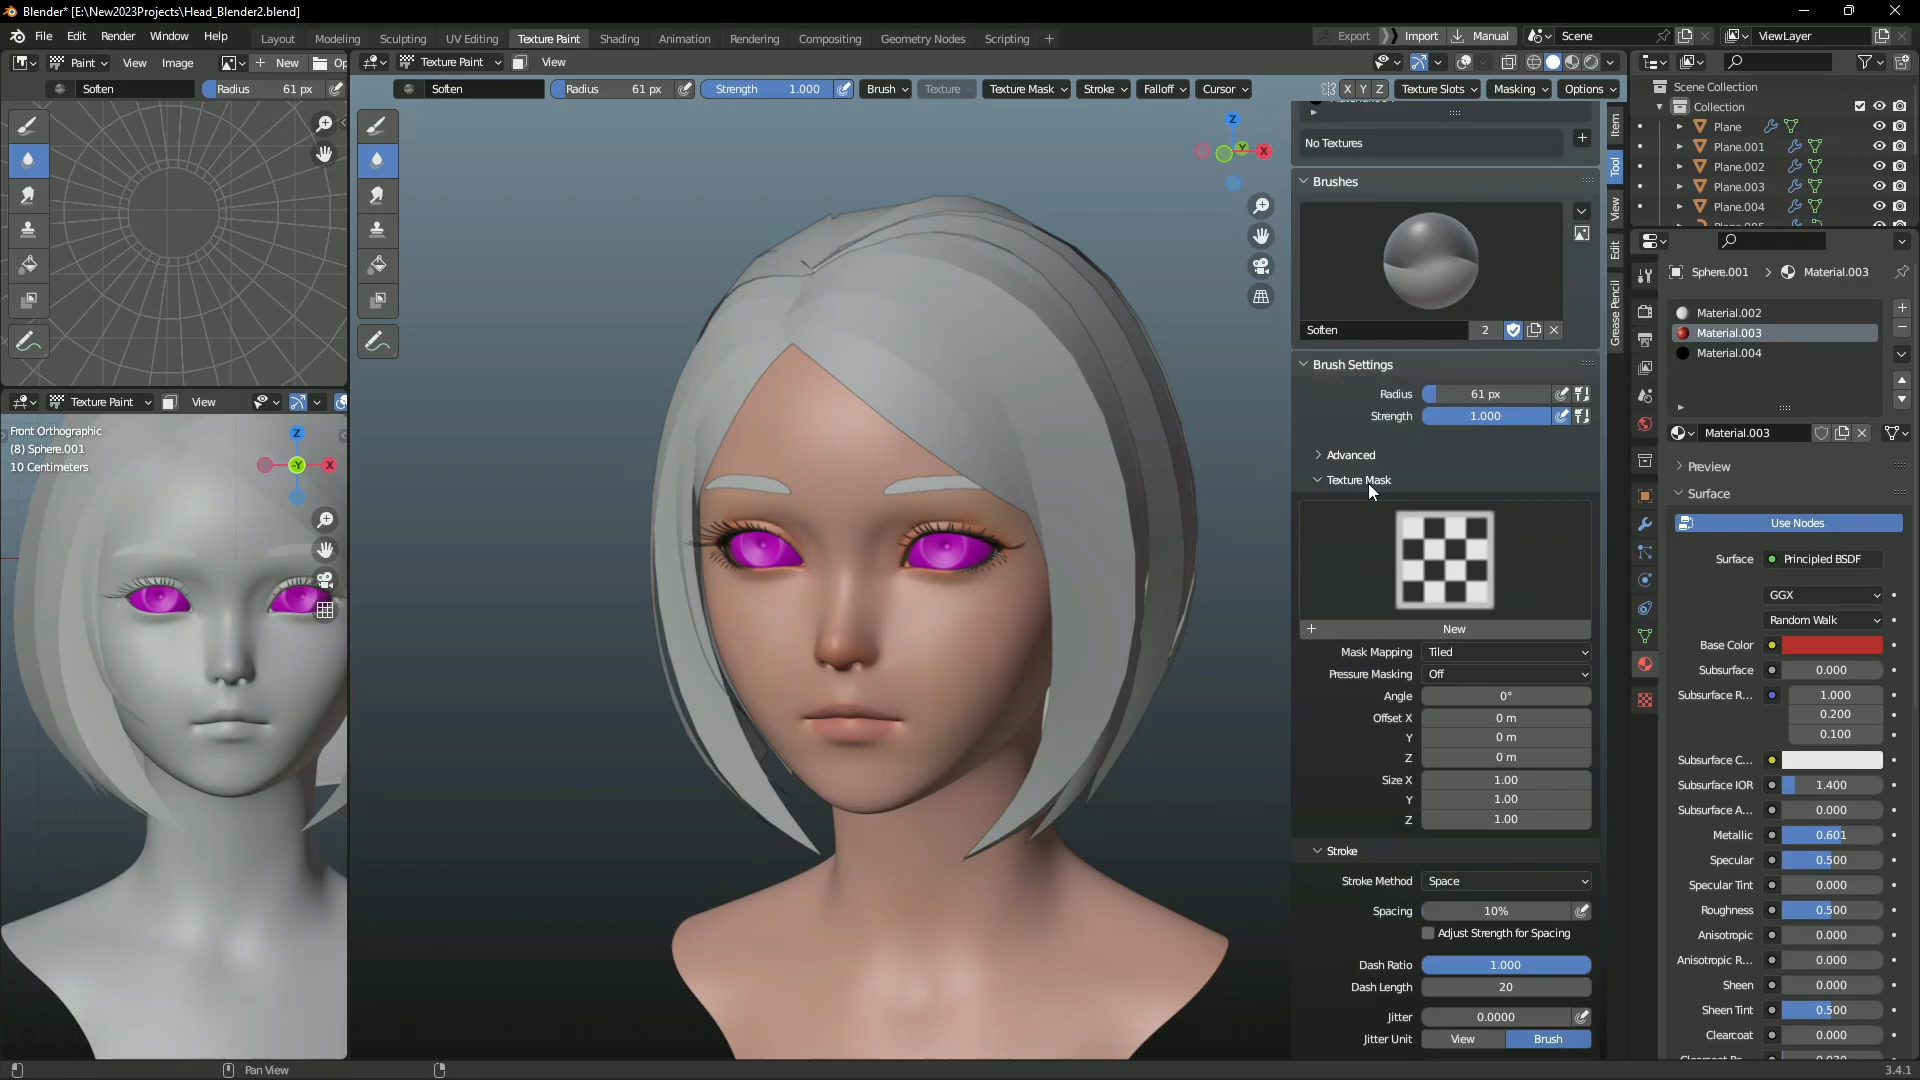 Blender* [E:\New2023Projects\Head_Blender2.blend]
File Edit Render Window Help
Layout Modeling Sculpting UV Editing Texture Paint Shading Animation Rendering Compositing Geometry Nodes Scripting
Export Import Manual Scene ViewLayer
Paint View Image New Op
Texture Paint View
Soften Radius 61 px
Soften Radius 61 px Strength 1.000 Brush Texture Texture Mask Stroke Falloff Cursor
X Y Z Texture Slots Masking Options
Z
Y
X
Texture Paint View
Front Orthographic
(8) Sphere.001
10 Centimeters
Z
-Y
X
No Textures
Brushes
Soften 2
Brush Settings
Radius 61 px
Strength 1.000
Advanced
Texture Mask
New
Mask Mapping Tiled
Pressure Masking Off
Angle 0°
Offset X 0 m
Y 0 m
Z 0 m
Size X 1.00
Y 1.00
Z 1.00
Stroke
Stroke Method Space
Spacing 10%
Adjust Strength for Spacing
Dash Ratio 1.000
Dash Length 20
Jitter 0.0000
Jitter Unit View Brush
Item
Tool
View
Edit
Grease Pencil
Scene Collection
Collection
Plane
Plane.001
Plane.002
Plane.003
Plane.004
Sphere.001 > Material.003
Material.002
Material.003
Material.004
Material.003
Preview
Surface
Use Nodes
Surface Principled BSDF
GGX
Random Walk
Base Color
Subsurface 0.000
Subsurface R... 1.000
0.200
0.100
Subsurface C...
Subsurface IOR 1.400
Subsurface A... 0.000
Metallic 0.601
Specular 0.500
Specular Tint 0.000
Roughness 0.500
Anisotropic 0.000
Anisotropic R... 0.000
Sheen 0.000
Sheen Tint 0.500
Clearcoat 0.000
Pan View
3.4.1